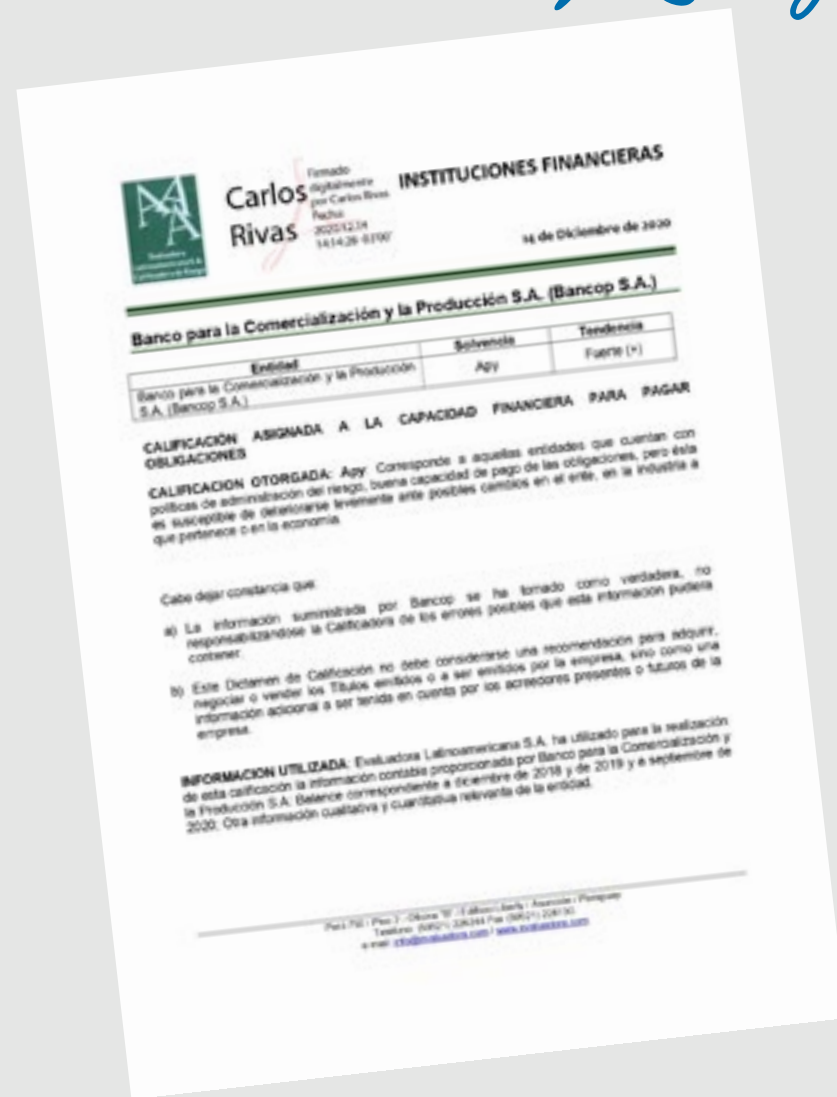 Carlos
Rivas
Firmado
digitalmente
por Carlos Rivas
Fecha:
2020.12.14
INSTITUCIONES FINANCIERAS
14 de Diciembre de 2020
Banco para la Comercialización y la Producción S.A. (Bancop S.A.)
Entidad Solvencia Tendencia
Banco para la Comercialización y la Producción
S.A. (Bancop S.A.)
Apy Fuerte (+)
CALIFICACIÓN ASIGNADA A LA CAPACIDAD FINANCIERA PARA PAGAR
OBLIGACIONES
CALIFICACION OTORGADA: Apy: Corresponde a aquellas entidades que cuentan con
políticas de administración del riesgo, buena capacidad de pago de las obligaciones, pero ésta
es susceptible de deteriorarse levemente ante posibles cambios en el ente, en la industria a
que pertenece o en la economía.
Cabe dejar constancia que:
a) La información suministrada por Bancop se ha tomado como verdadera, no
responsabilizándose la Calificadora de los errores posibles que esta información pudiera
contener.
b) Este Dictamen de Calificación no debe considerarse una recomendación para adquirir,
negociar o vender los Títulos emitidos o a ser emitidos por la empresa, sino como una
información adicional a ser tenida en cuenta por los acreedores presentes o futuros de la
empresa.
INFORMACION UTILIZADA: Evaluadora Latinoamericana S.A. ha utilizado para la realización
de esta calificación la información contable proporcionada por Banco para la Comercialización y
la Producción S.A: Balance correspondiente a diciembre de 2018 y de 2019 y a septiembre de
2020; Otra información cualitativa y cuantitativa relevante de la entidad.
e-mail: info@evaluadora.com / www.evaluadora.com